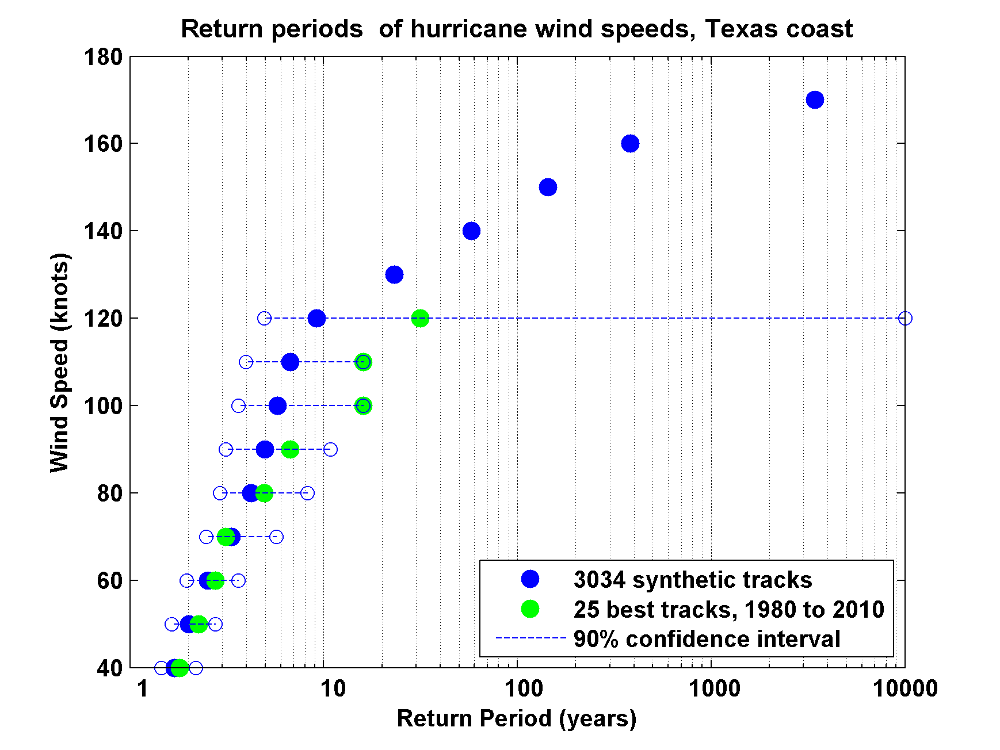 Return periods  of hurricane wind speeds, Texas coast
180
160
140
120
100
80
60
40
Wind Speed (knots)
3034 synthetic tracks
25 best tracks, 1980 to 2010
90% confidence interval
1 10 100 1000 10000
Return Period (years)